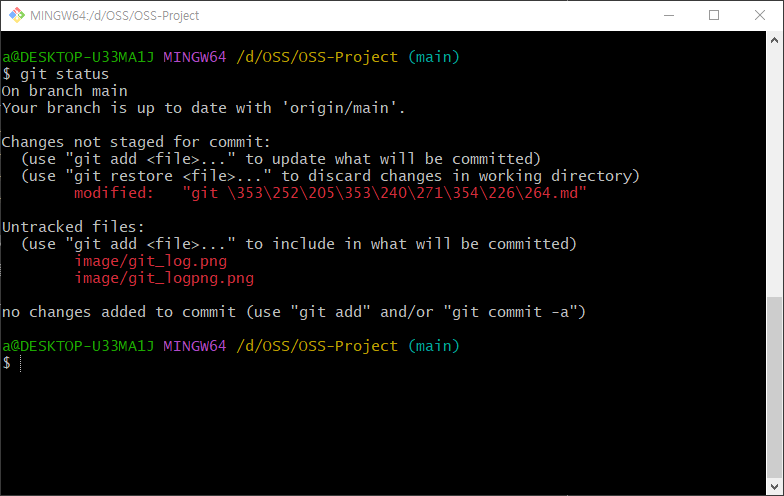 MINGW64:/d/OSS/OSS-Project
a@DESKTOP-U33MA1J MINGW64 /d/OSS/OSS-Project (main)
$ git status
On branch main
Your branch is up to date with 'origin/main'.
Changes not staged for commit:
  (use "git add <file>..." to update what will be committed)
  (use "git restore <file>..." to discard changes in working directory)
        modified:   "git \353\252\205\353\240\271\354\226\264.md"
Untracked files:
  (use "git add <file>..." to include in what will be committed)
        image/git_log.png
        image/git_logpng.png
no changes added to commit (use "git add" and/or "git commit -a")
a@DESKTOP-U33MA1J MINGW64 /d/OSS/OSS-Project (main)
$